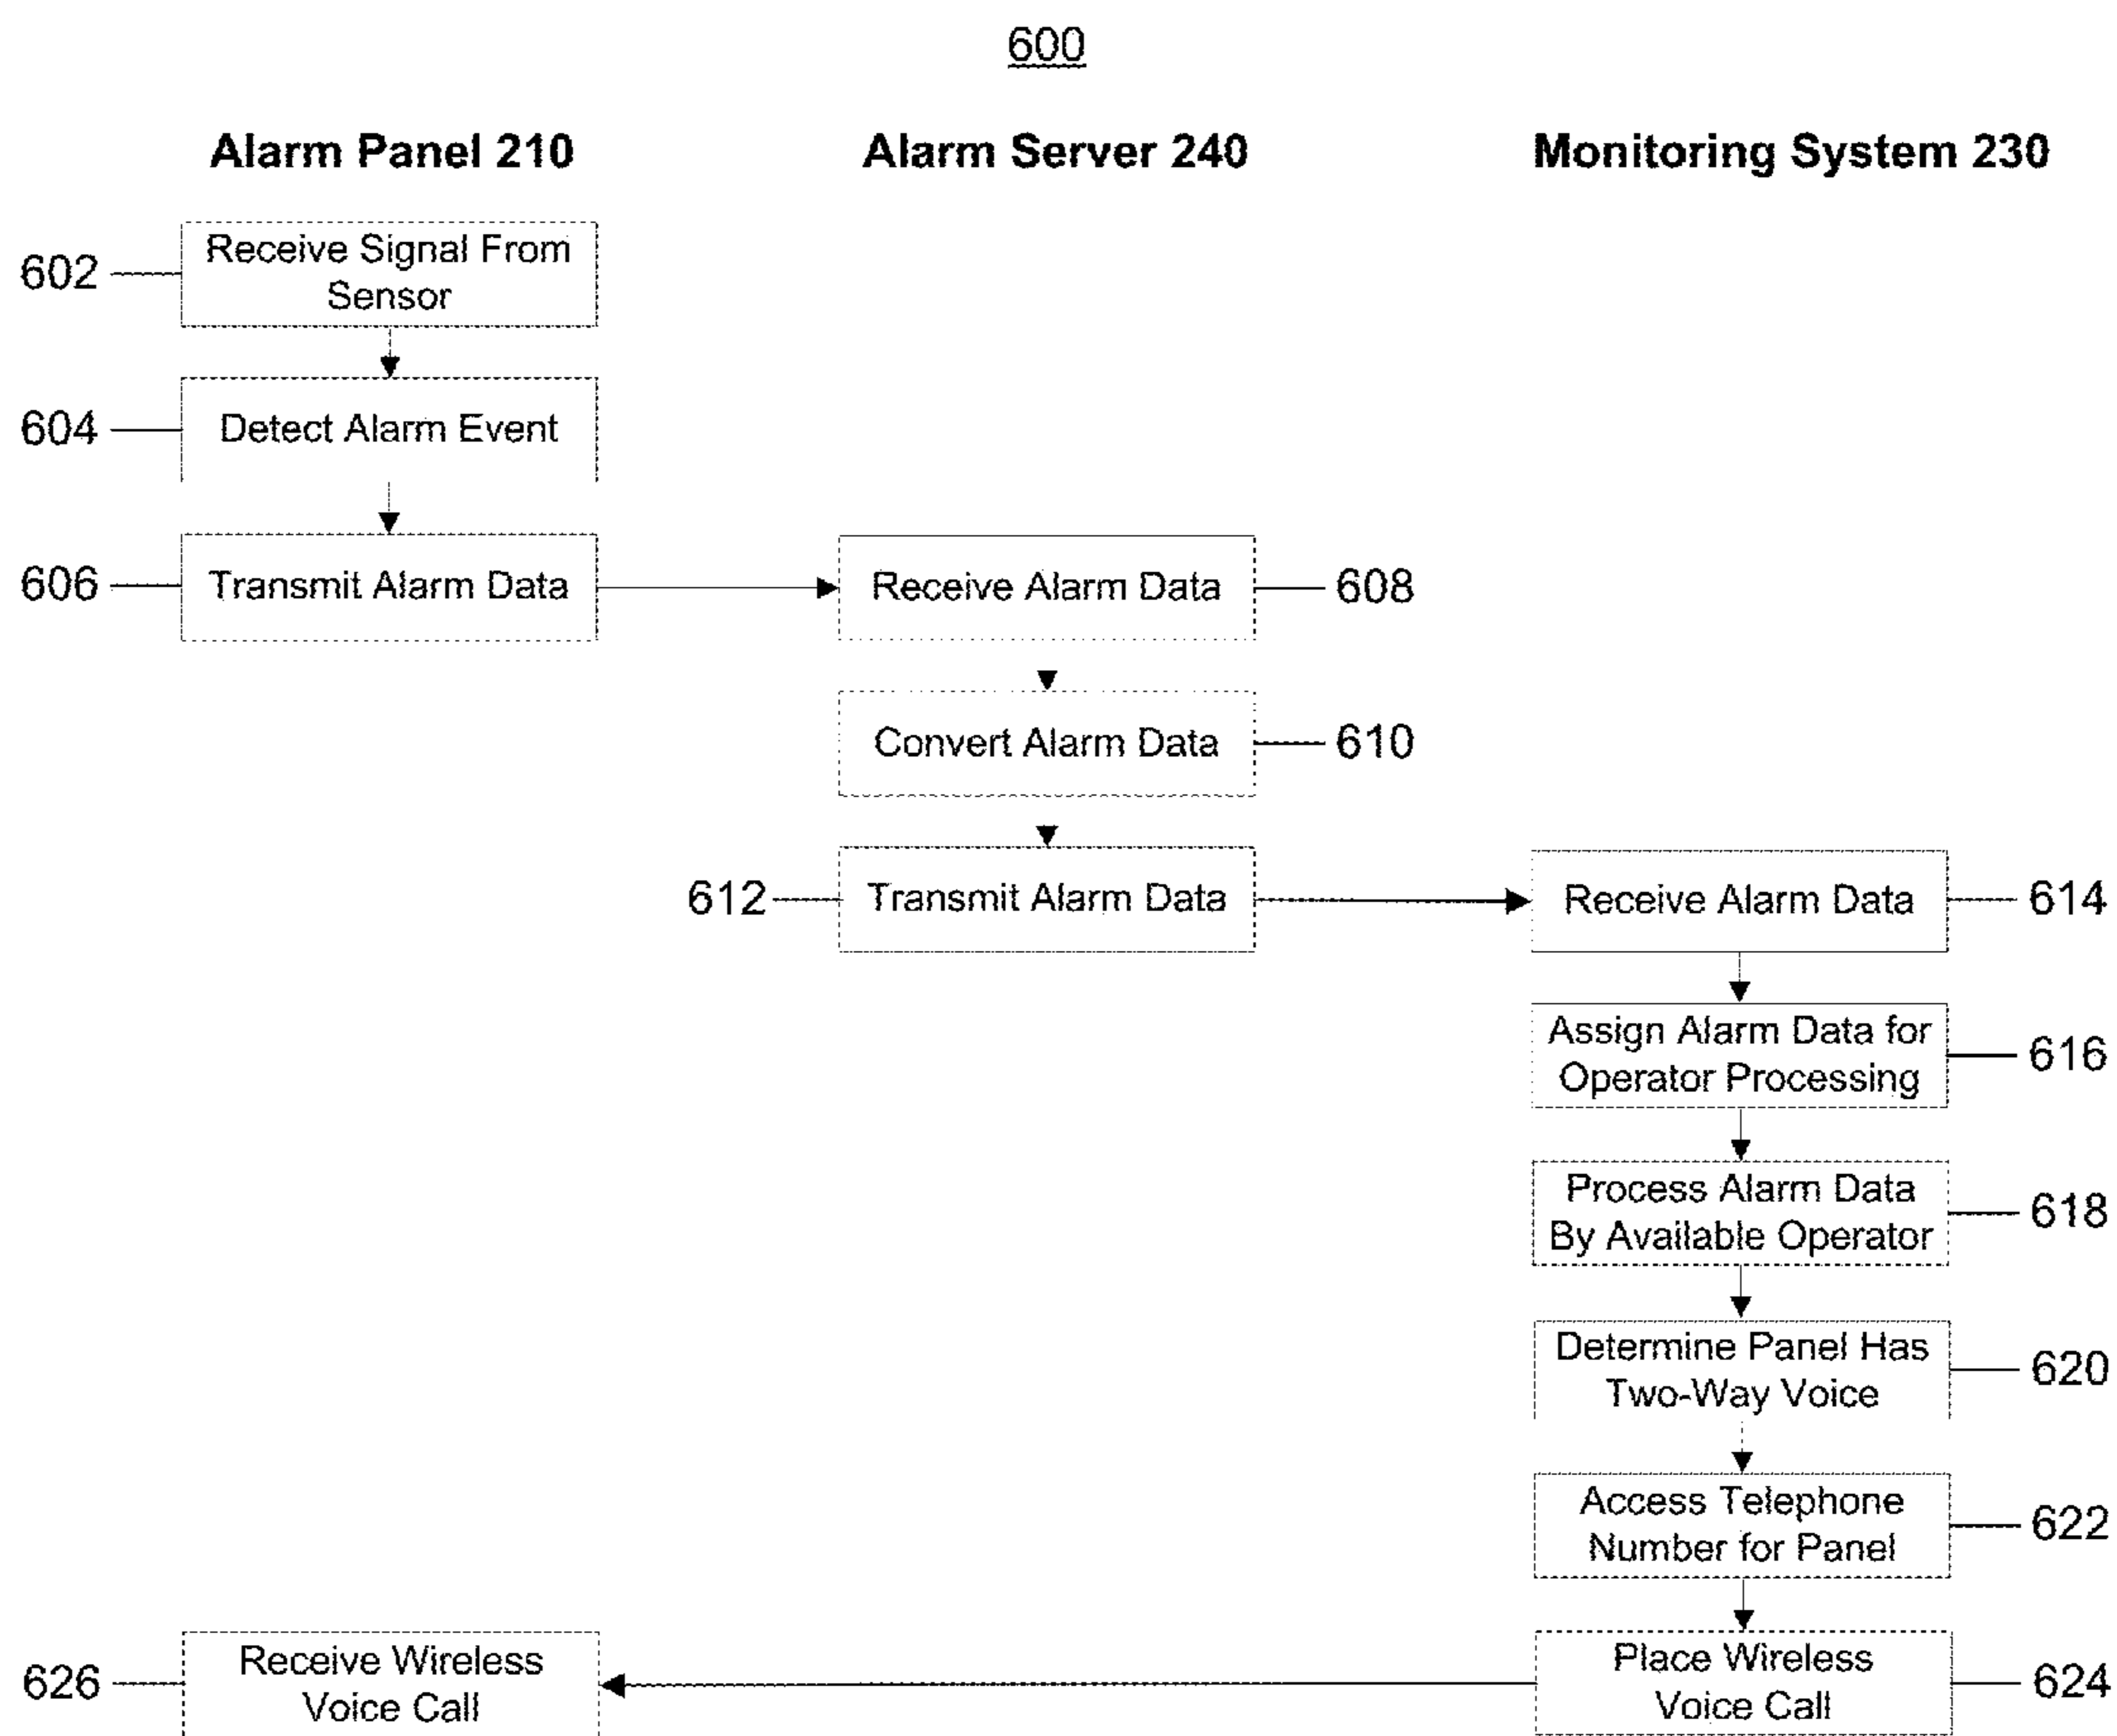 600
Alarm Panel 210
Alarm Server 240
Monitoring System 230
602
Receive Signal From
Sensor
604
Detect Alarm Event
606
Transmit Alarm Data
Receive Alarm Data
608
Convert Alarm Data
610
612
Transmit Alarm Data
Receive Alarm Data
614
Assign Alarm Data for
Operator Processing
616
Process Alarm Data
By Available Operator
618
Determine Panel Has
Two-Way Voice
620
Access Telephone
Number for Panel
622
626
Receive Wireless
Voice Call
Place Wireless
Voice Call
624